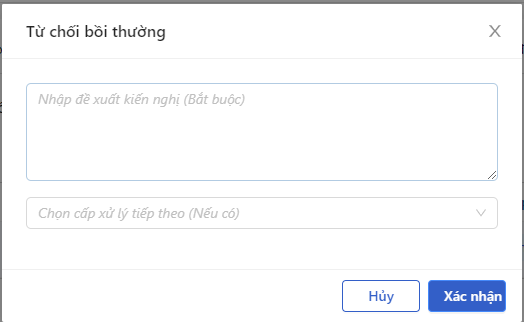 Từ chối bồi thường
Nhập đề xuất kiến nghị (Bắt buộc)
Chọn cấp xử lý tiếp theo (Nếu có)
Hủy
Xác nhận